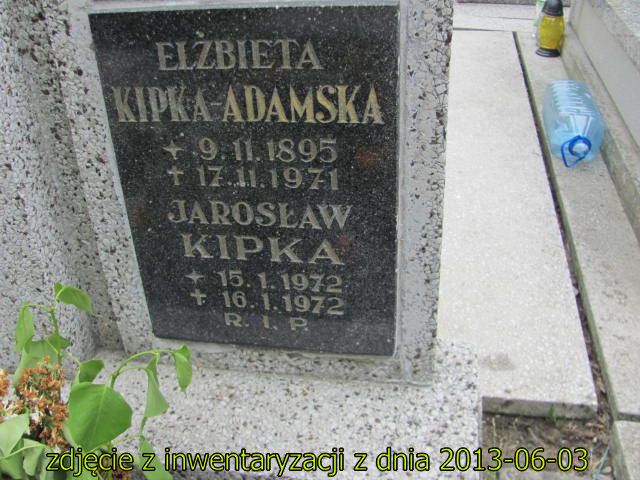 ELŻBIETA
KIPKA-ADAMSKA
✦ 9.11.1895
✝ 17.11.1971
JAROSŁAW
KIPKA
✦ 15.1.1972
✝ 16.1.1972
R. I. P.
zdjęcie z inwentaryzacji z dnia 2013-06-03